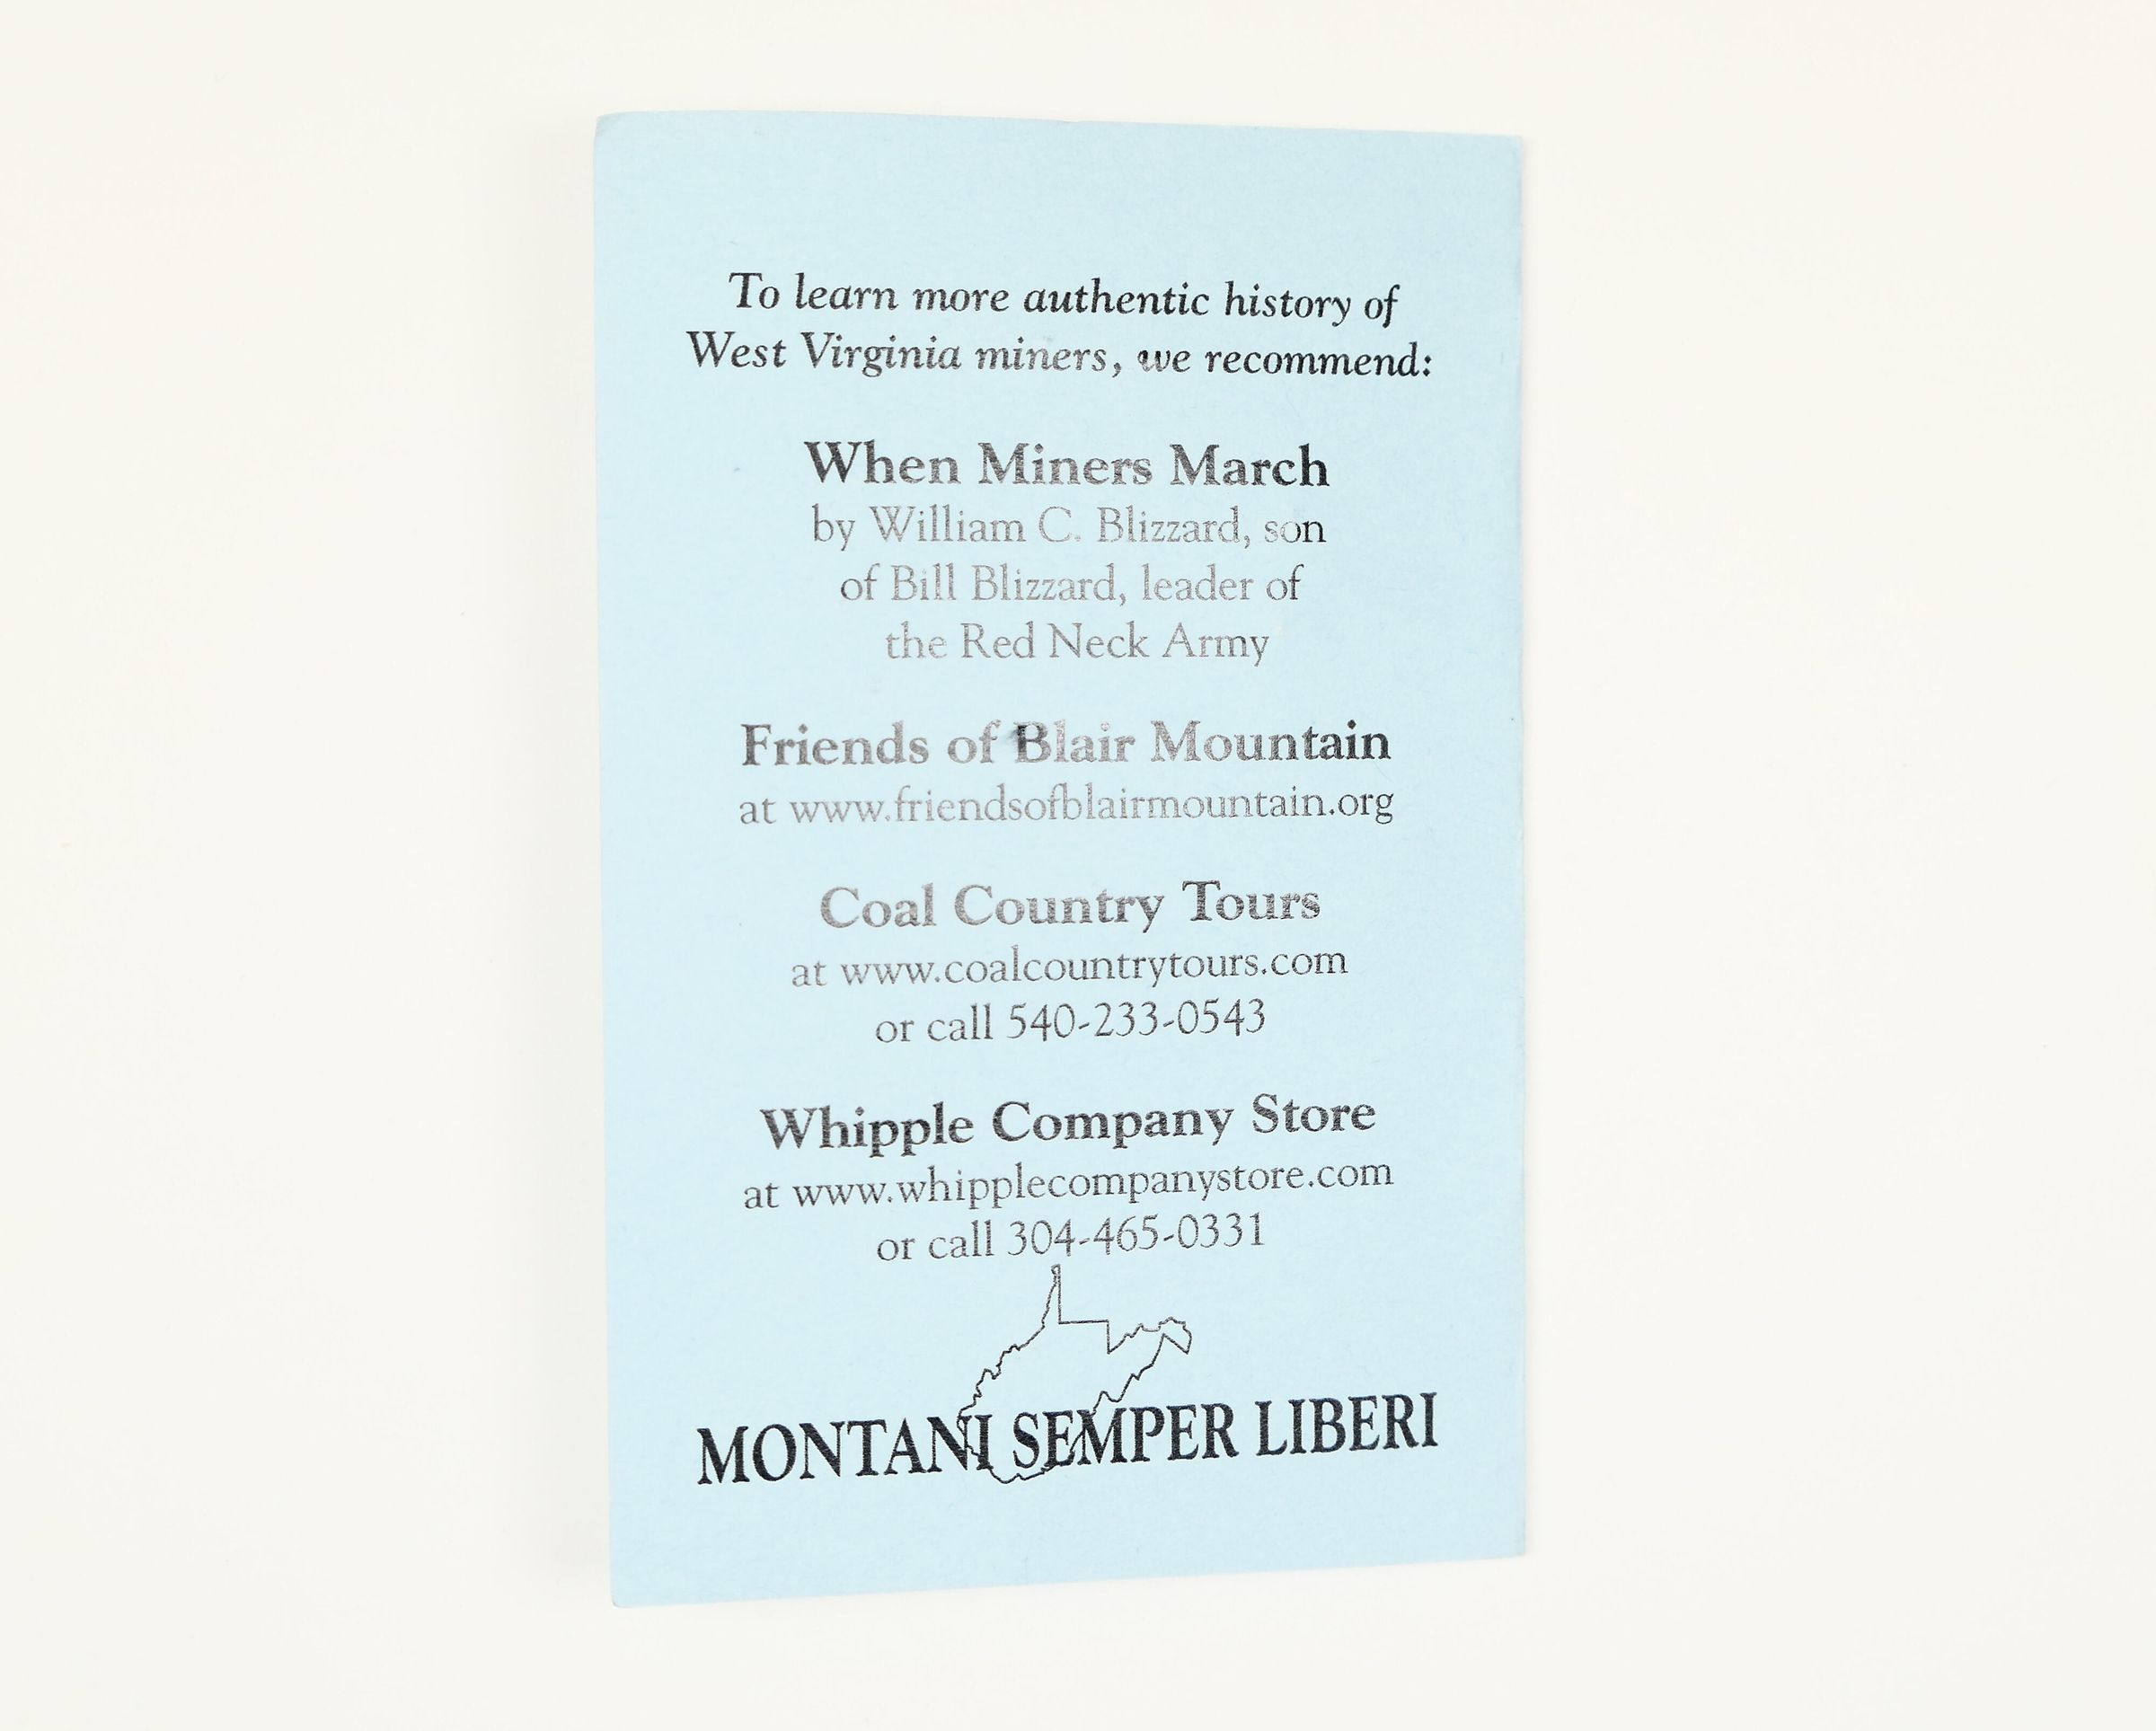 To learn more authentic history of
West Virginia miners, we recommend:
When Miners March
by William C. Blizzard, son
of Bill Blizzard, leader of
the Red Neck Army
Friends of Blair Mountain
at www.friendsofblairmountain.org
Coal Country Tours
at www.coalcountrytours.com
or call 540-233-0543
Whipple Company Store
at www.whipplecompanystore.com
or call 304-465-0331
MONTANI SEMPER LIBERI